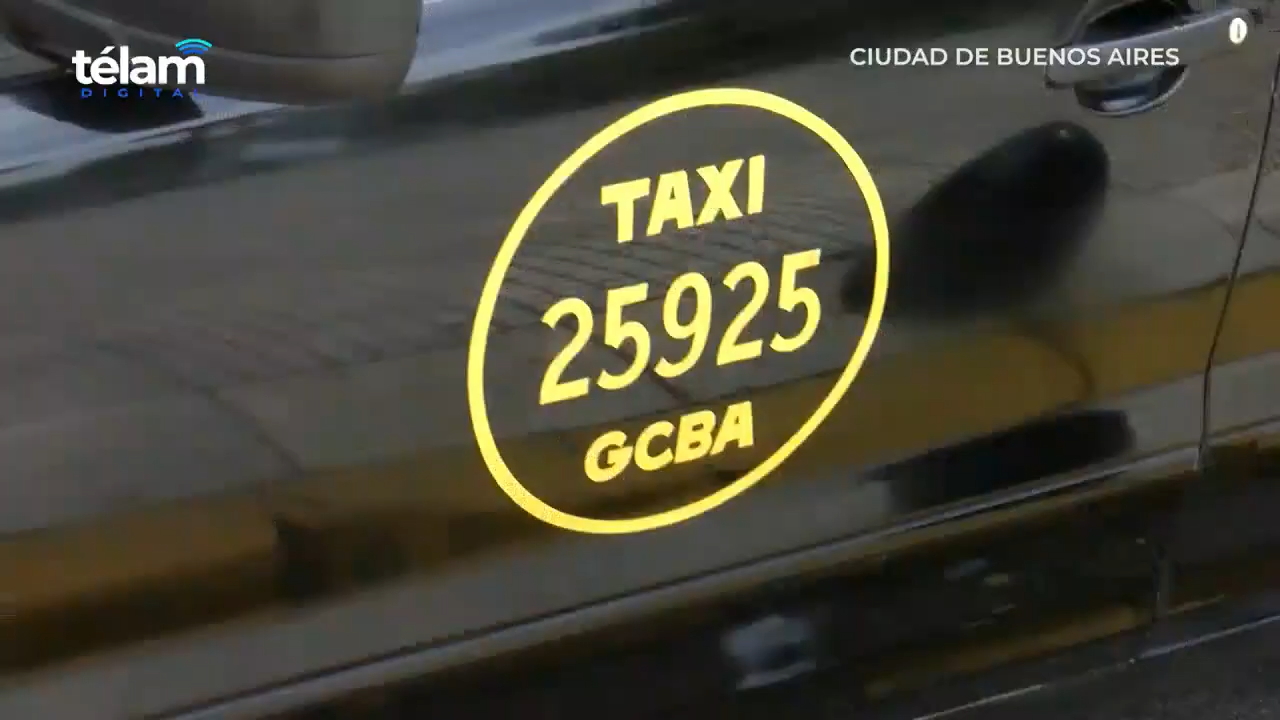 télam
DIGITAL
CIUDAD DE BUENOS AIRES
TAXI
25925
GCBA